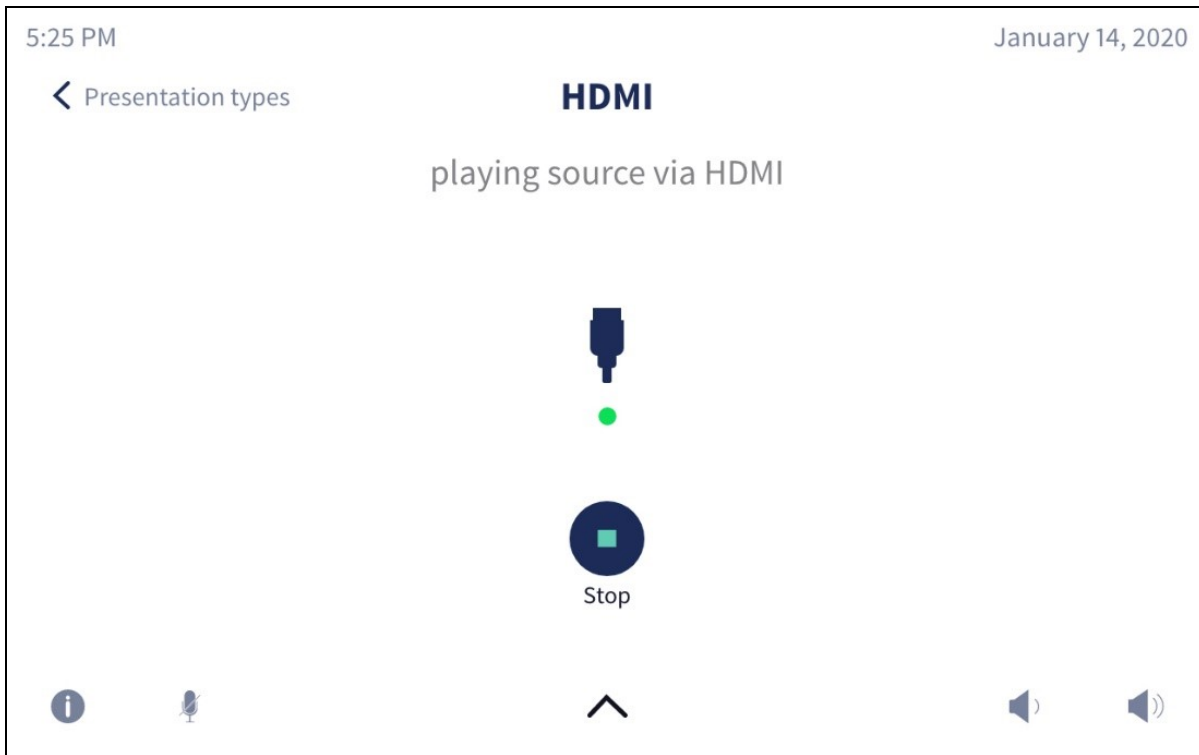 5:25 PM
January 14, 2020
Presentation types
HDMI
playing source via HDMI
Stop